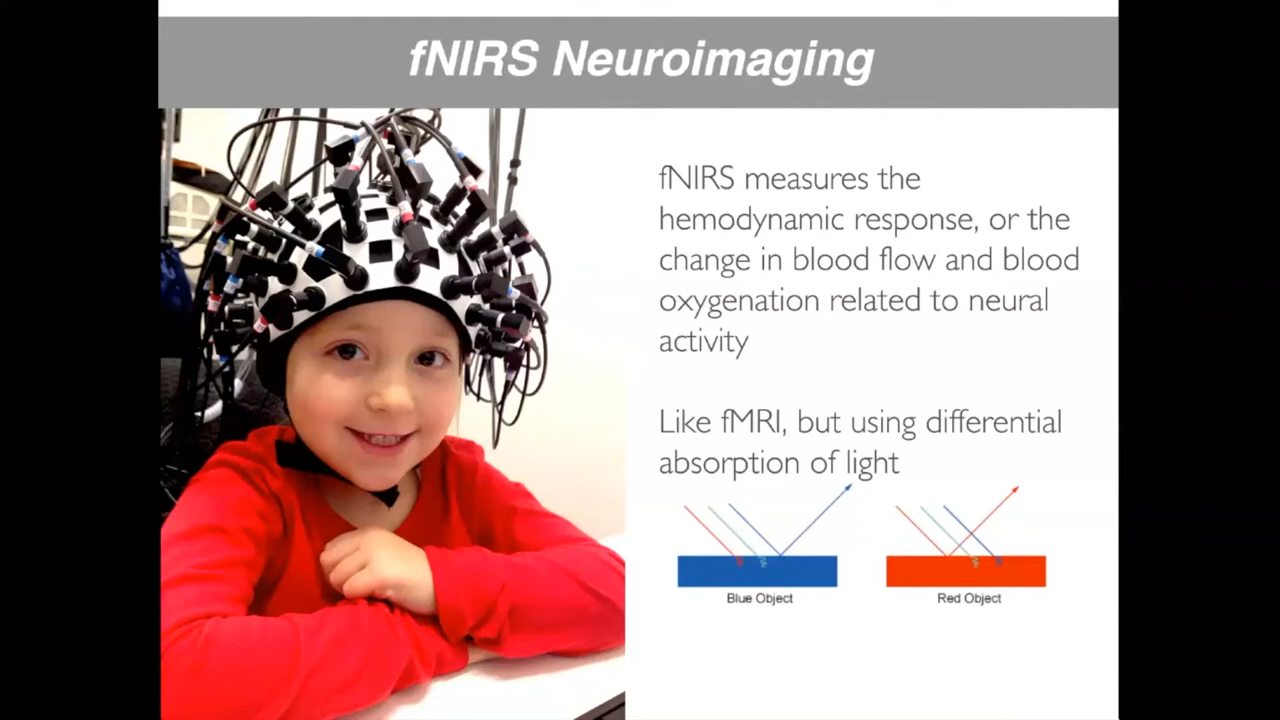 fNIRS Neuroimaging
fNIRS measures the
hemodynamic response, or the
change in blood flow and blood
oxygenation related to neural
activity
Like fMRI, but using differential
absorption of light
Blue Object
Red Object